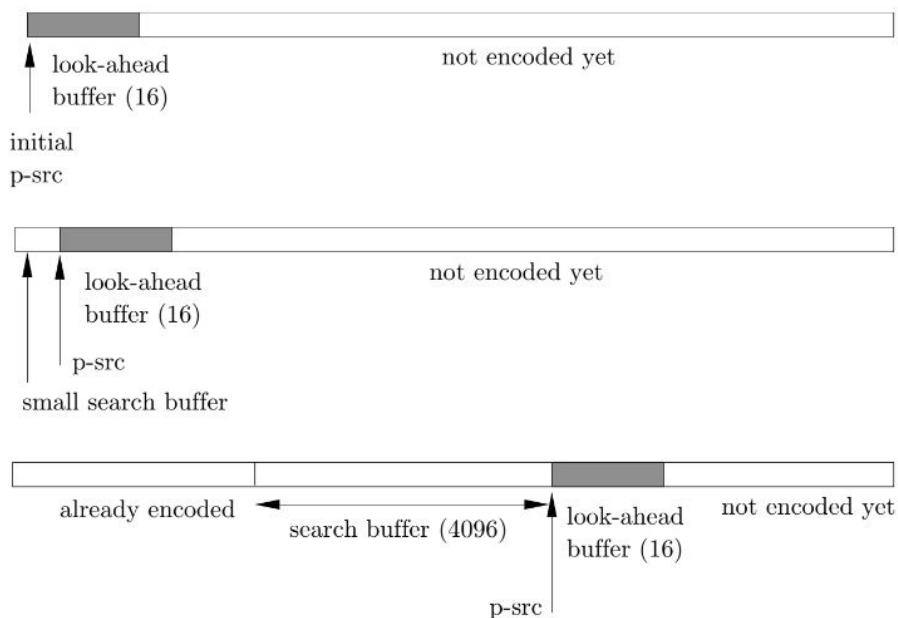 look-ahead
buffer (16)
not encoded yet
initial
p-src
look-ahead
buffer (16)
not encoded yet
p-src
small search buffer
already encoded
search buffer (4096)
look-ahead
buffer (16)
not encoded yet
p-src